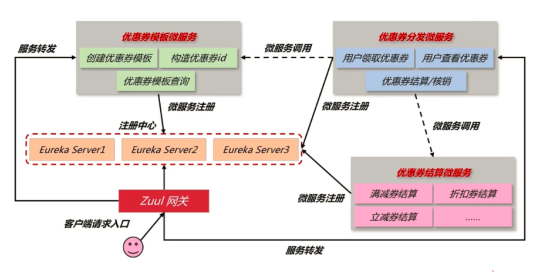 优惠券模板微服务
创建优惠券模板
构造优惠券id
优惠券模板查询
优惠券分发微服务
用户领取优惠券
用户查看优惠券
优惠券结算/核销
服务转发
微服务调用
微服务注册
微服务注册
微服务调用
注册中心
Eureka Server1
Eureka Server2
Eureka Server3
优惠券结算微服务
满减券结算
折扣券结算
立减券结算
......
微服务注册
Zuul 网关
客户端请求入口
服务转发